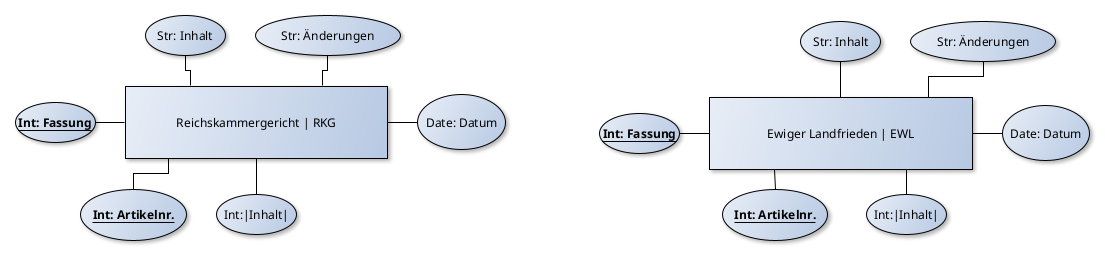 Str: Inhalt
Str: Änderungen
Int: Fassung
Reichskammergericht | RKG
Date: Datum
Int: Artikelnr.
Int:|Inhalt|
Str: Inhalt
Str: Änderungen
Int: Fassung
Ewiger Landfrieden | EWL
Date: Datum
Int: Artikelnr.
Int:|Inhalt|